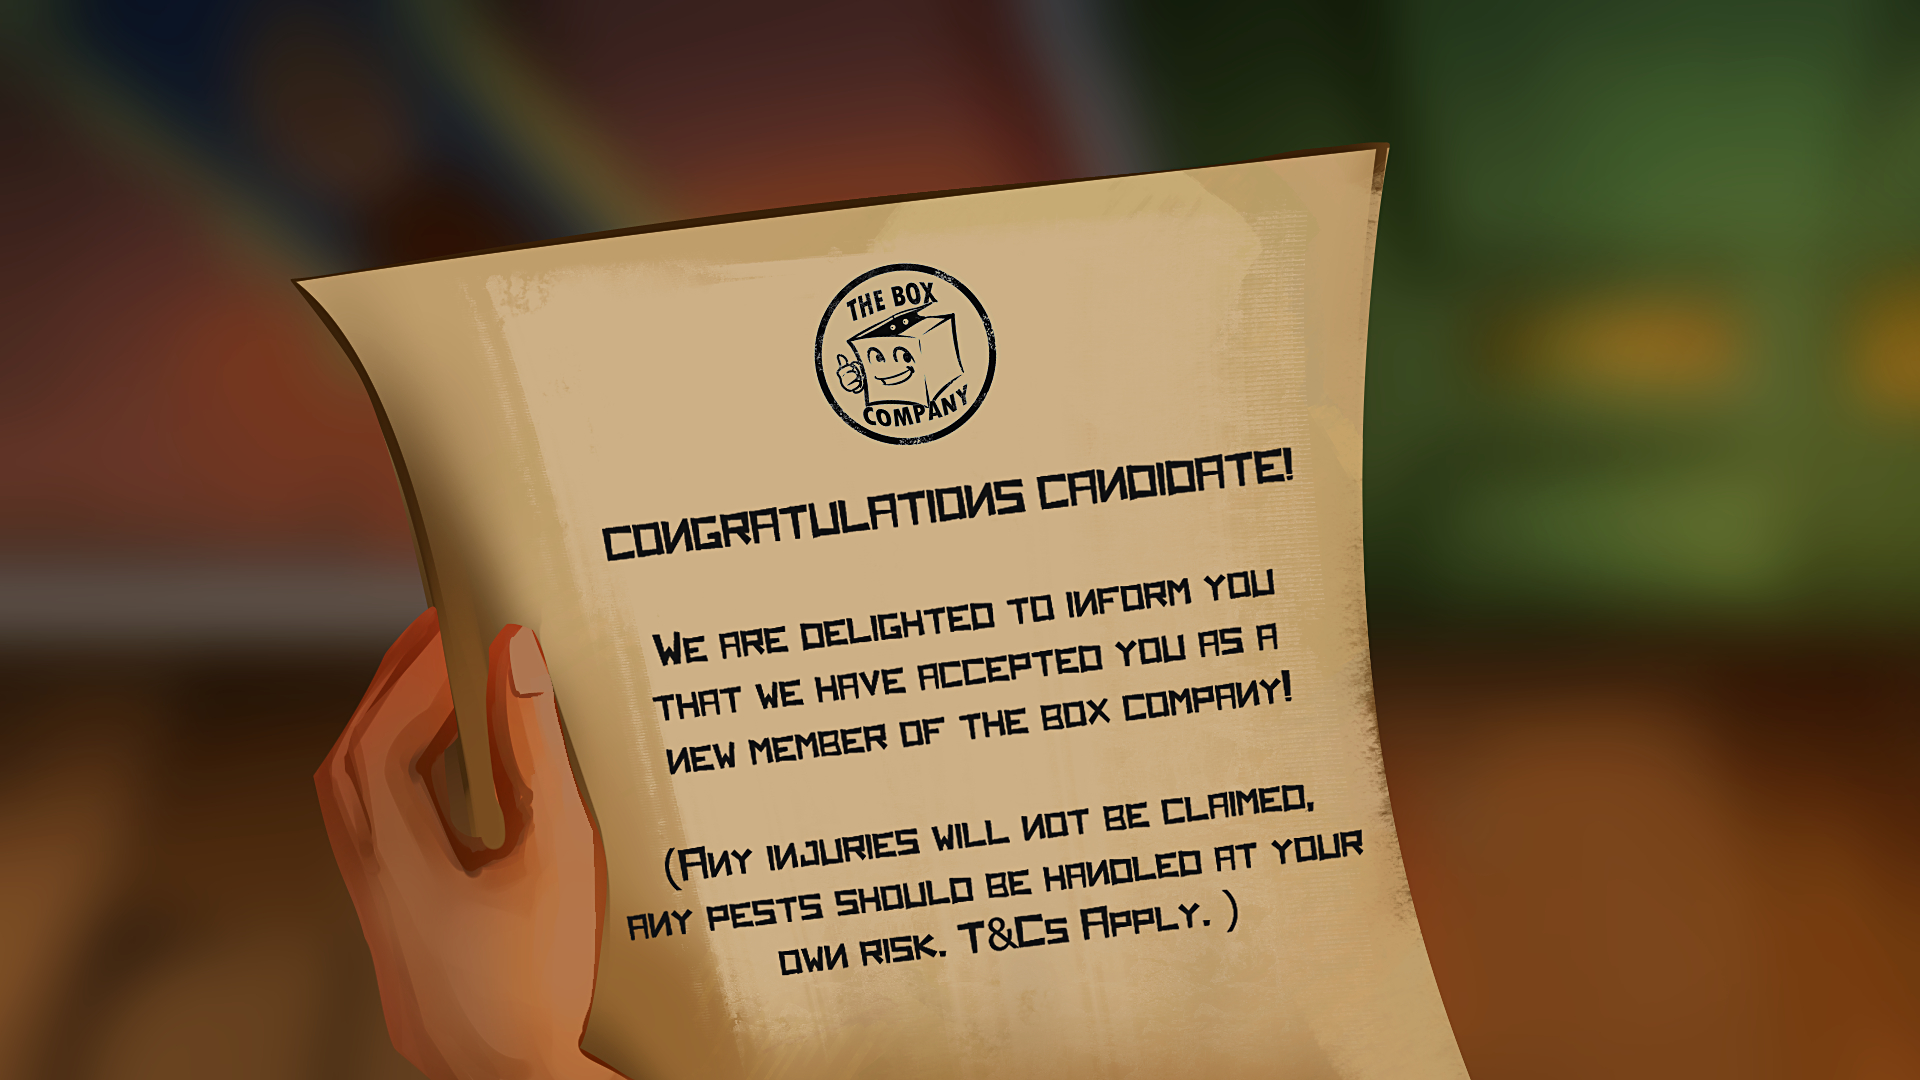 THE BOX
COMPANY
CONGRATULATIONS CANDIDATE!
WE ARE DELIGHTED TO INFORM YOU
THAT WE HAVE ACCEPTED YOU AS A
NEW MEMBER OF THE BOX COMPANY!
(ANY INJURIES WILL NOT BE CLAIMED,
ANY PESTS SHOULD BE HANDLED AT YOUR
OWN RISK. T&CS APPLY. )